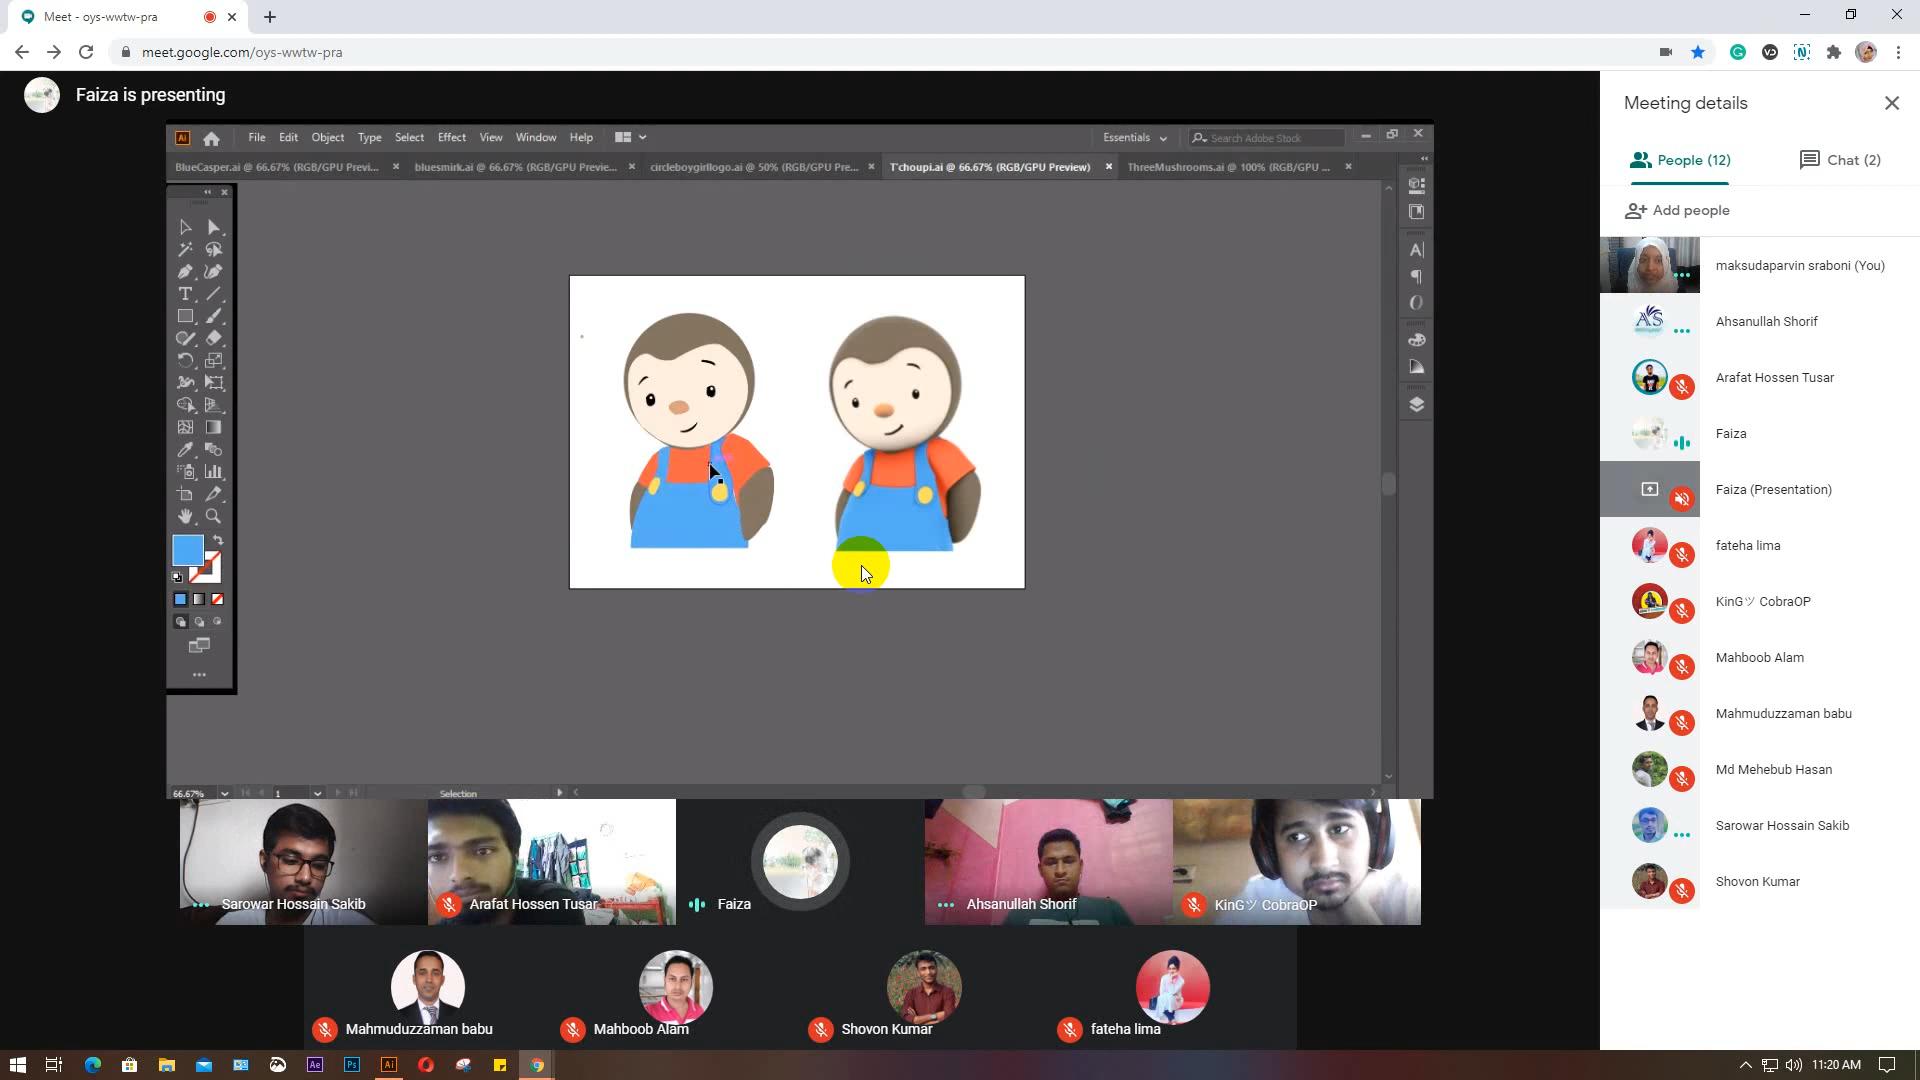 Meet - oys-wwtw-pra
meet.google.com/oys-wwtw-pra
Faiza is presenting
Ai
File Edit Object Type Select Effect View Window Help
Essentials
Search Adobe Stock
BlueCasper.ai @ 66.67% (RGB/GPU Previ...
bluesmirk.ai @ 66.67% (RGB/GPU Previe...
circleboygirllogo.ai @ 50% (RGB/GPU Pre...
T'choupi.ai @ 66.67% (RGB/GPU Preview)
ThreeMushrooms.ai @ 100% (RGB/GPU ...
66.67%
1
Selection
Sarowar Hossain Sakib
Arafat Hossen Tusar
Faiza
Ahsanullah Shorif
KinGツ CobraOP
Mahmuduzzaman babu
Mahboob Alam
Shovon Kumar
fateha lima
Meeting details
People (12)
Chat (2)
Add people
maksudaparvin sraboni (You)
AS
Ahsanullah Shorif
Arafat Hossen Tusar
Faiza
Faiza (Presentation)
fateha lima
KinGツ CobraOP
Mahboob Alam
Mahmuduzzaman babu
Md Mehebub Hasan
Sarowar Hossain Sakib
Shovon Kumar
Ae
Ps
Ai
11:20 AM